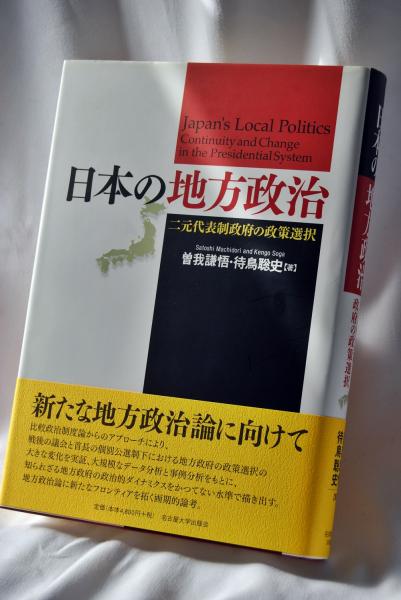 Japan's Local Politics
Continuity and Change
in the Presidential System
日本の地方政治
二元代表制政府の政策選択
Satoshi Machidori and Kengo Soga
曽我謙悟・待鳥聡史【著】
新たな地方政治論に向けて
比較政治制度論からのアプローチにより、
戦後の議会と首長の個別公選制下における地方政府の政策選択の
大きな変化を実証、大規模なデータ分析と事例分析をもとに、
知られざる地方政府の政治的ダイナミクスをかつてない水準で描き出す。
地方政治論に新たなフロンティアを拓く画期的論考。
定価(本体4,800円+税) 名古屋大学出版会
日本の地方政治
政府の政策選択
待鳥聡史